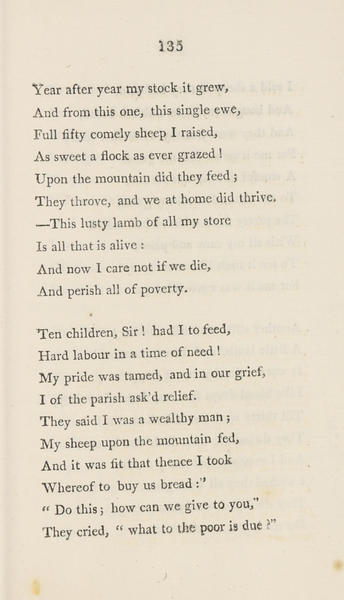 135
Year after year my stock it grew,
And from this one, this single ewe,
Full fifty comely sheep I raised,
As sweet a flock as ever grazed!
Upon the mountain did they feed;
They throve, and we at home did thrive.
—This lusty lamb of all my store
Is all that is alive:
And now I care not if we die,
And perish all of poverty.
Ten children, Sir! had I to feed,
Hard labour in a time of need!
My pride was tamed, and in our grief,
I of the parish ask'd relief.
They said I was a wealthy man;
My sheep upon the mountain fed,
And it was fit that thence I took
Whereof to buy us bread:"
"Do this; how can we give to you,"
They cried, "what to the poor is due?"